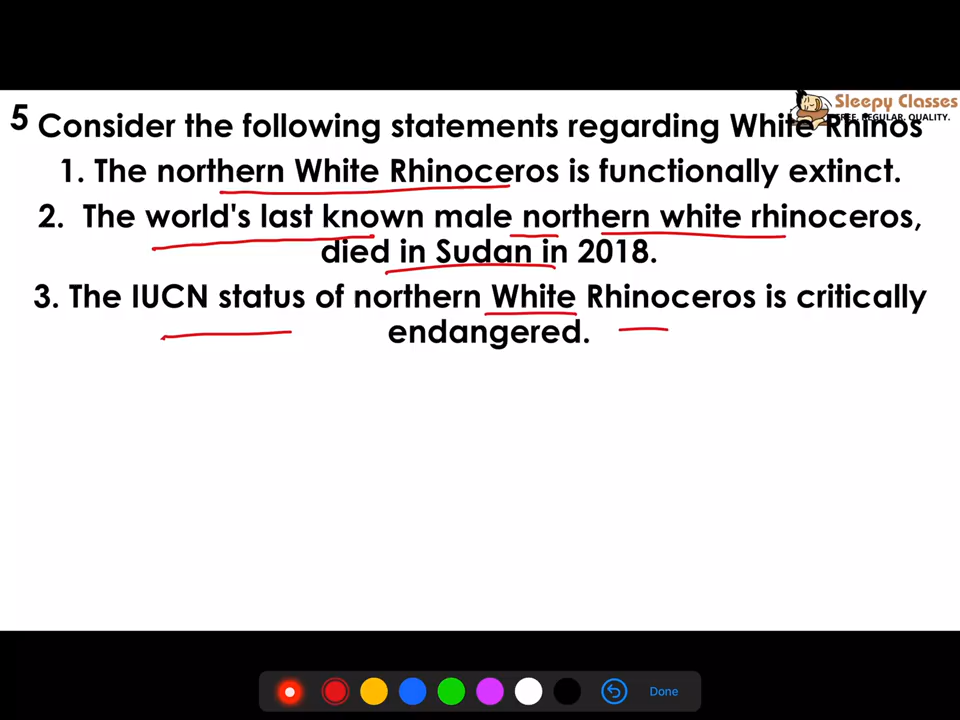 5 Consider the following statements regarding White Rhinos
Sleepy Classes
FREE. REGULAR. QUALITY.
1. The northern White Rhinoceros is functionally extinct.
2. The world's last known male northern white rhinoceros,
died in Sudan in 2018.
3. The IUCN status of northern White Rhinoceros is critically
endangered.
Done